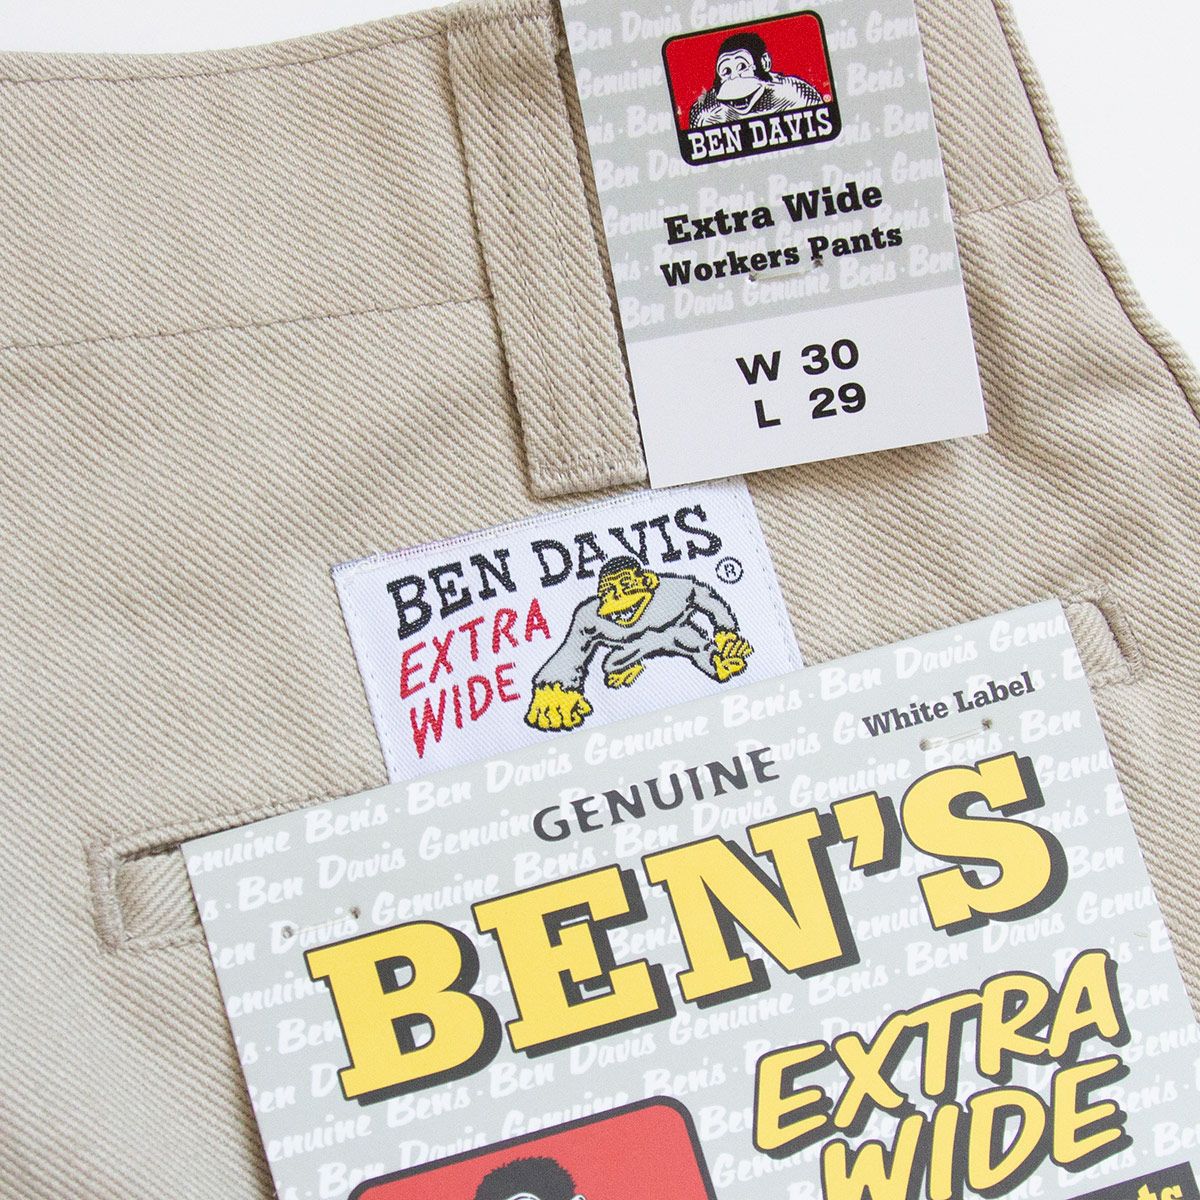 BEN DAVIS
Extra Wide
Workers Pants
W 30
L 29
BEN DAVIS ®
EXTRA
WIDE
White Label
GENUINE
BEN'S
EXTRA
WIDE